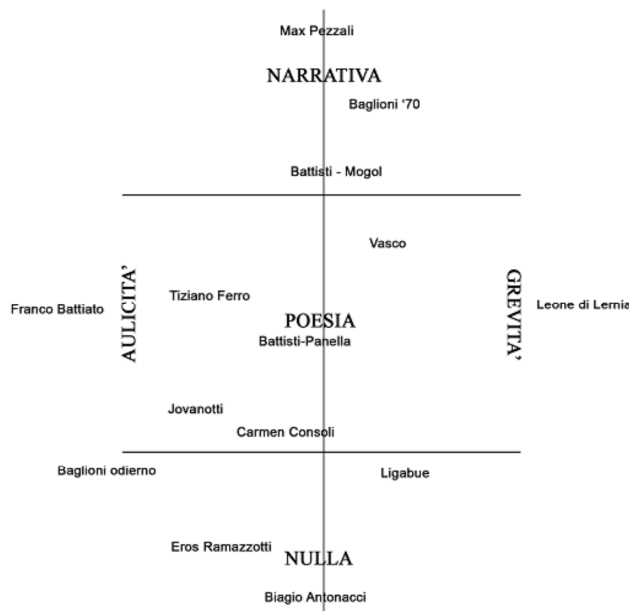 Max Pezzali
NARRATIVA
Baglioni '70
Battisti - Mogol
Vasco
AULICITA'
Tiziano Ferro
Franco Battiato
GREVITA'
Leone di Lernia
POESIA
Battisti-Panella
Jovanotti
Carmen Consoli
Baglioni odierno
Ligabue
Eros Ramazzotti
NULLA
Biagio Antonacci